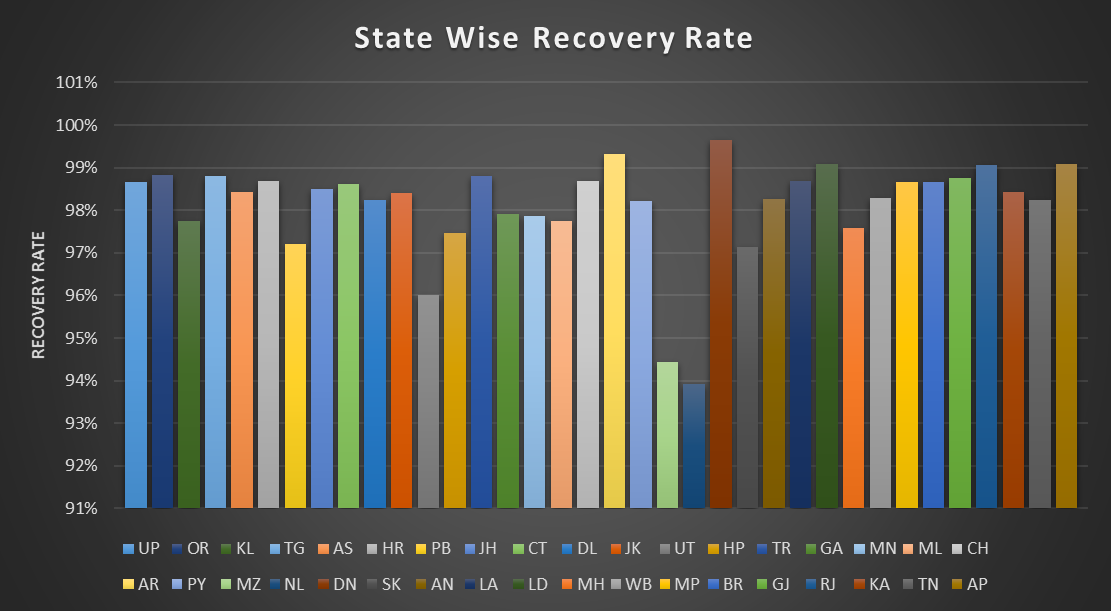 State Wise Recovery Rate
RECOVERY RATE
101%
100%
99%
98%
97%
96%
95%
94%
93%
92%
91%
UP OR KL TG AS HR PB JH CT DL JK UT HP TR GA MN ML CH
AR PY MZ NL DN SK AN LA LD MH WB MP BR GJ RJ KA TN AP